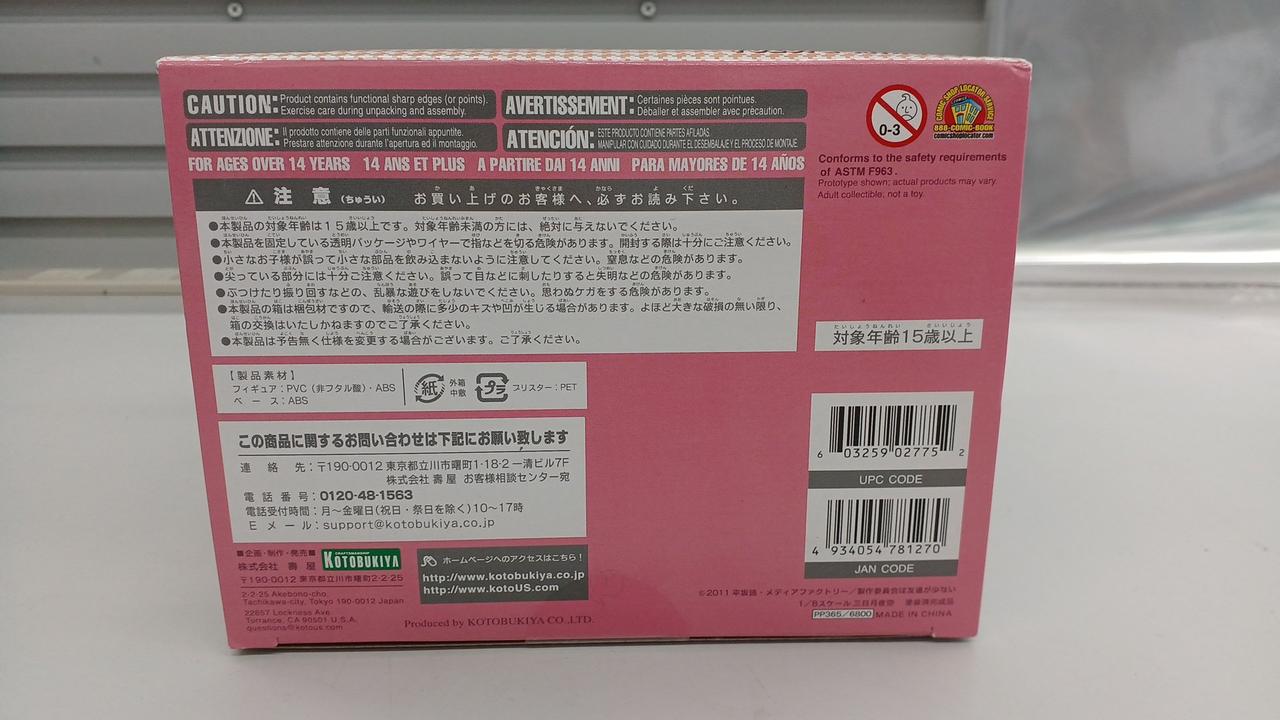 CAUTION: Product contains functional sharp edges (or points).
Exercise care during unpacking and assembly.
AVERTISSEMENT: Certaines pièces sont pointues.
Déballer et assembler avec précaution.
ATTENZIONE: Il prodotto contiene delle parti funzionali appuntite.
Prestare attenzione durante l'apertura ed il montaggio.
ATENCIÓN: ESTE PRODUCTO CONTIENE PARTES AFILADAS.
MANIPULAR CON CUIDADO DURANTE EL DESEMBALAJE Y EL PROCESO DE MONTAJE.
FOR AGES OVER 14 YEARS 14 ANS ET PLUS A PARTIRE DAI 14 ANNI PARA MAYORES DE 14 AÑOS
0-3
COMIC SHOP LOCATOR SERVICE
888-COMIC-BOOK
comicshoplocator.com
Conforms to the safety requirements
of ASTM F963.
Prototype shown; actual products may vary.
Adult collectible, not a toy.
⚠ 注意(ちゅうい) お買い上げのお客様へ、必ずお読み下さい。
●本製品の対象年齢は15歳以上です。対象年齢未満の方には、絶対に与えないでください。
●本製品を固定している透明パッケージやワイヤーで指などを切る危険があります。開封する際は十分にご注意ください。
●小さなお子様が誤って小さな部品を飲み込まないように注意してください。窒息などの危険があります。
●尖っている部分には十分ご注意ください。誤って目などに刺したりすると失明などの危険があります。
●ぶつけたり振り回すなどの、乱暴な遊びをしないでください。思わぬケガをする危険があります。
●本製品の箱は梱包材ですので、輸送の際に多少のキズや凹が生じる場合があります。よほど大きな破損の無い限り、
箱の交換はいたしかねますのでご了承ください。
●本製品は予告無く仕様を変更する場合がございます。ご了承ください。
対象年齢15歳以上
【製品素材】
フィギュア:PVC(非フタル酸)・ABS
ベース:ABS
紙 外箱
中敷
プラ ブリスター:PET
この商品に関するお問い合わせは下記にお願い致します
連絡先:〒190-0012 東京都立川市曙町1-18-2 一清ビル7F
株式会社 壽屋 お客様相談センター宛
電話番号:0120-48-1563
電話受付時間:月〜金曜日(祝日・祭日を除く)10〜17時
Eメール:support@kotobukiya.co.jp
6 03259 02775 2
UPC CODE
4 934054 781270
JAN CODE
■企画・制作・発売■
株式会社 壽屋
CRAFTSMANSHIP
KOTOBUKIYA
〒190-0012 東京都立川市曙町2-2-25
2-2-25 Akebono-cho,
Tachikawa-city, Tokyo 190-0012 Japan
22857 Lockness Ave.
Torrance, CA 90501 U.S.A.
questions@kotous.com
ホームページへのアクセスはこちら!
http://www.kotobukiya.co.jp
http://www.kotoUS.com
Produced by KOTOBUKIYA CO.,LTD.
©2011 平坂読・メディアファクトリー/製作委員会は友達が少ない
1/8スケール 三日月夜空 塗装済完成品
PP365/6800 MADE IN CHINA